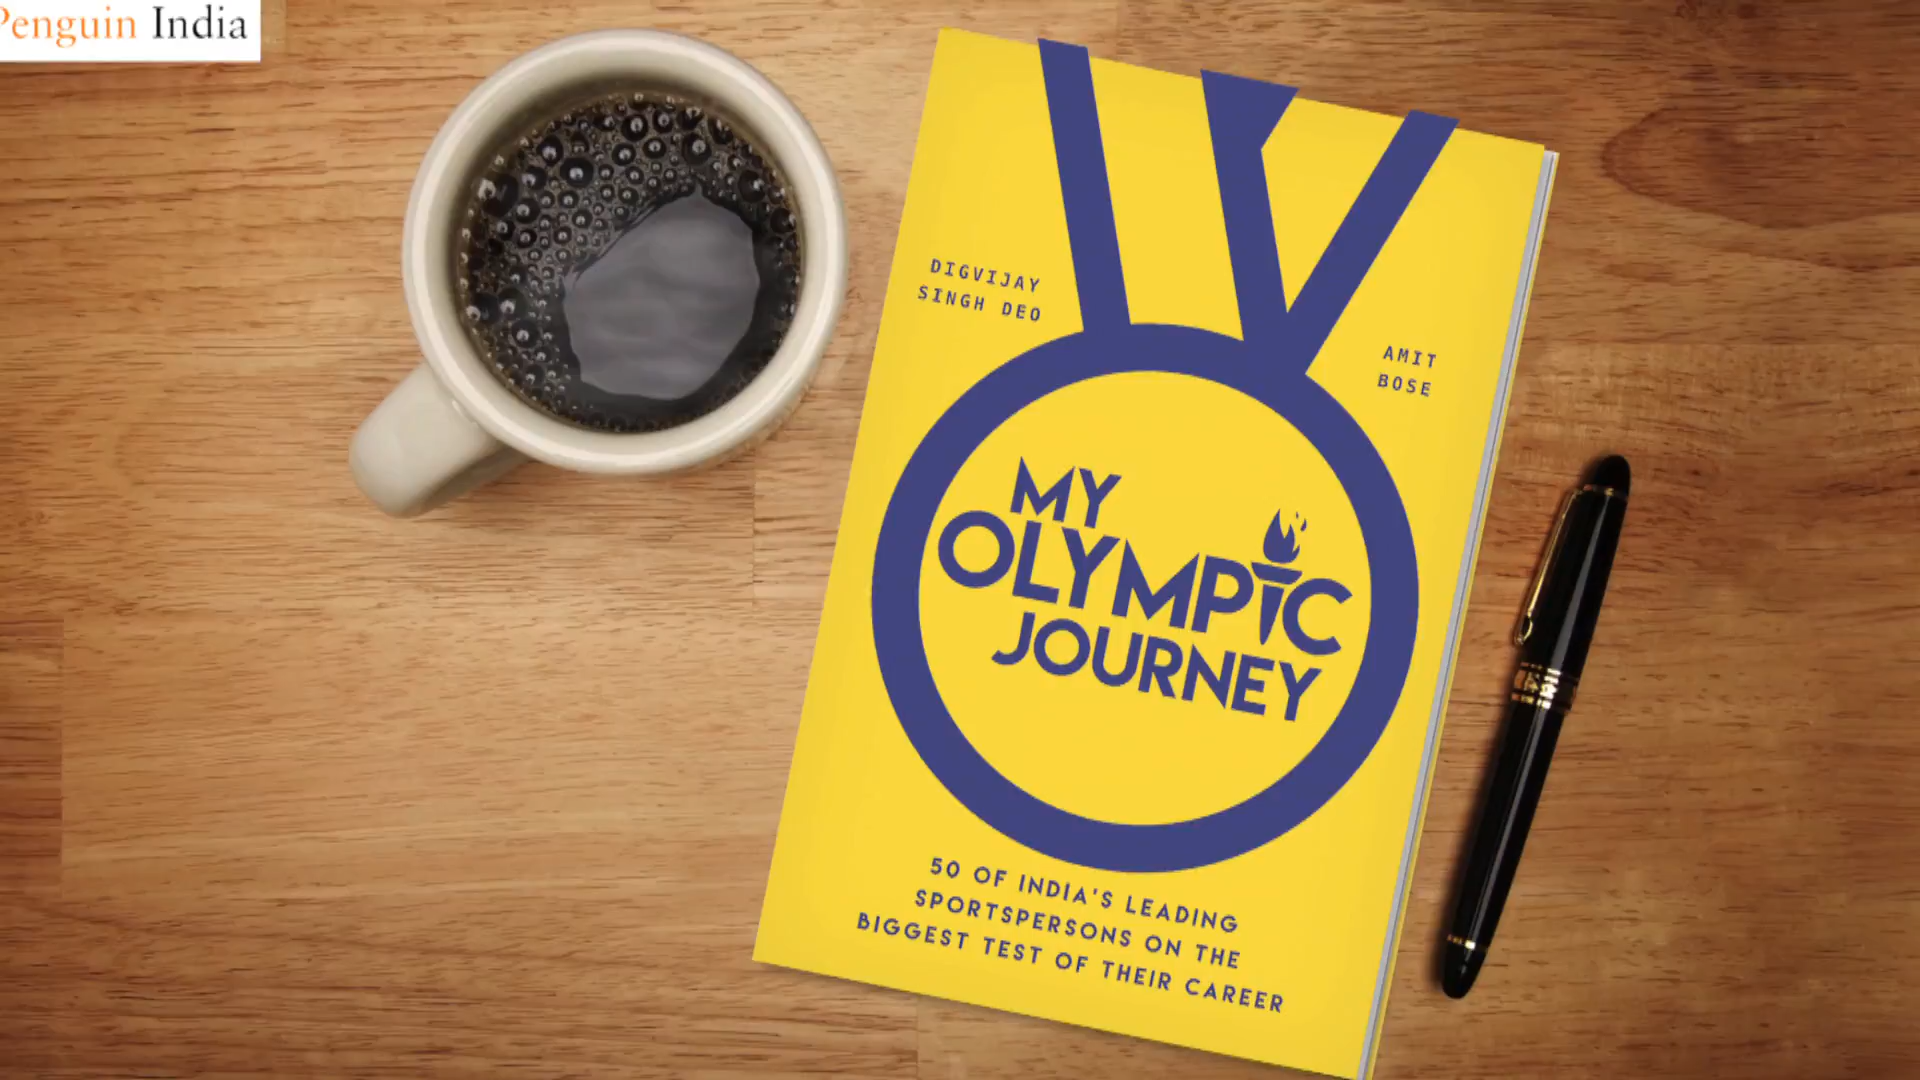 Penguin India
DIGVIJAY
SINGH DEO
AMIT
BOSE
MY
OLYMPIC
JOURNEY
50 OF INDIA'S LEADING
SPORTSPERSONS ON THE
BIGGEST TEST OF THEIR CAREER